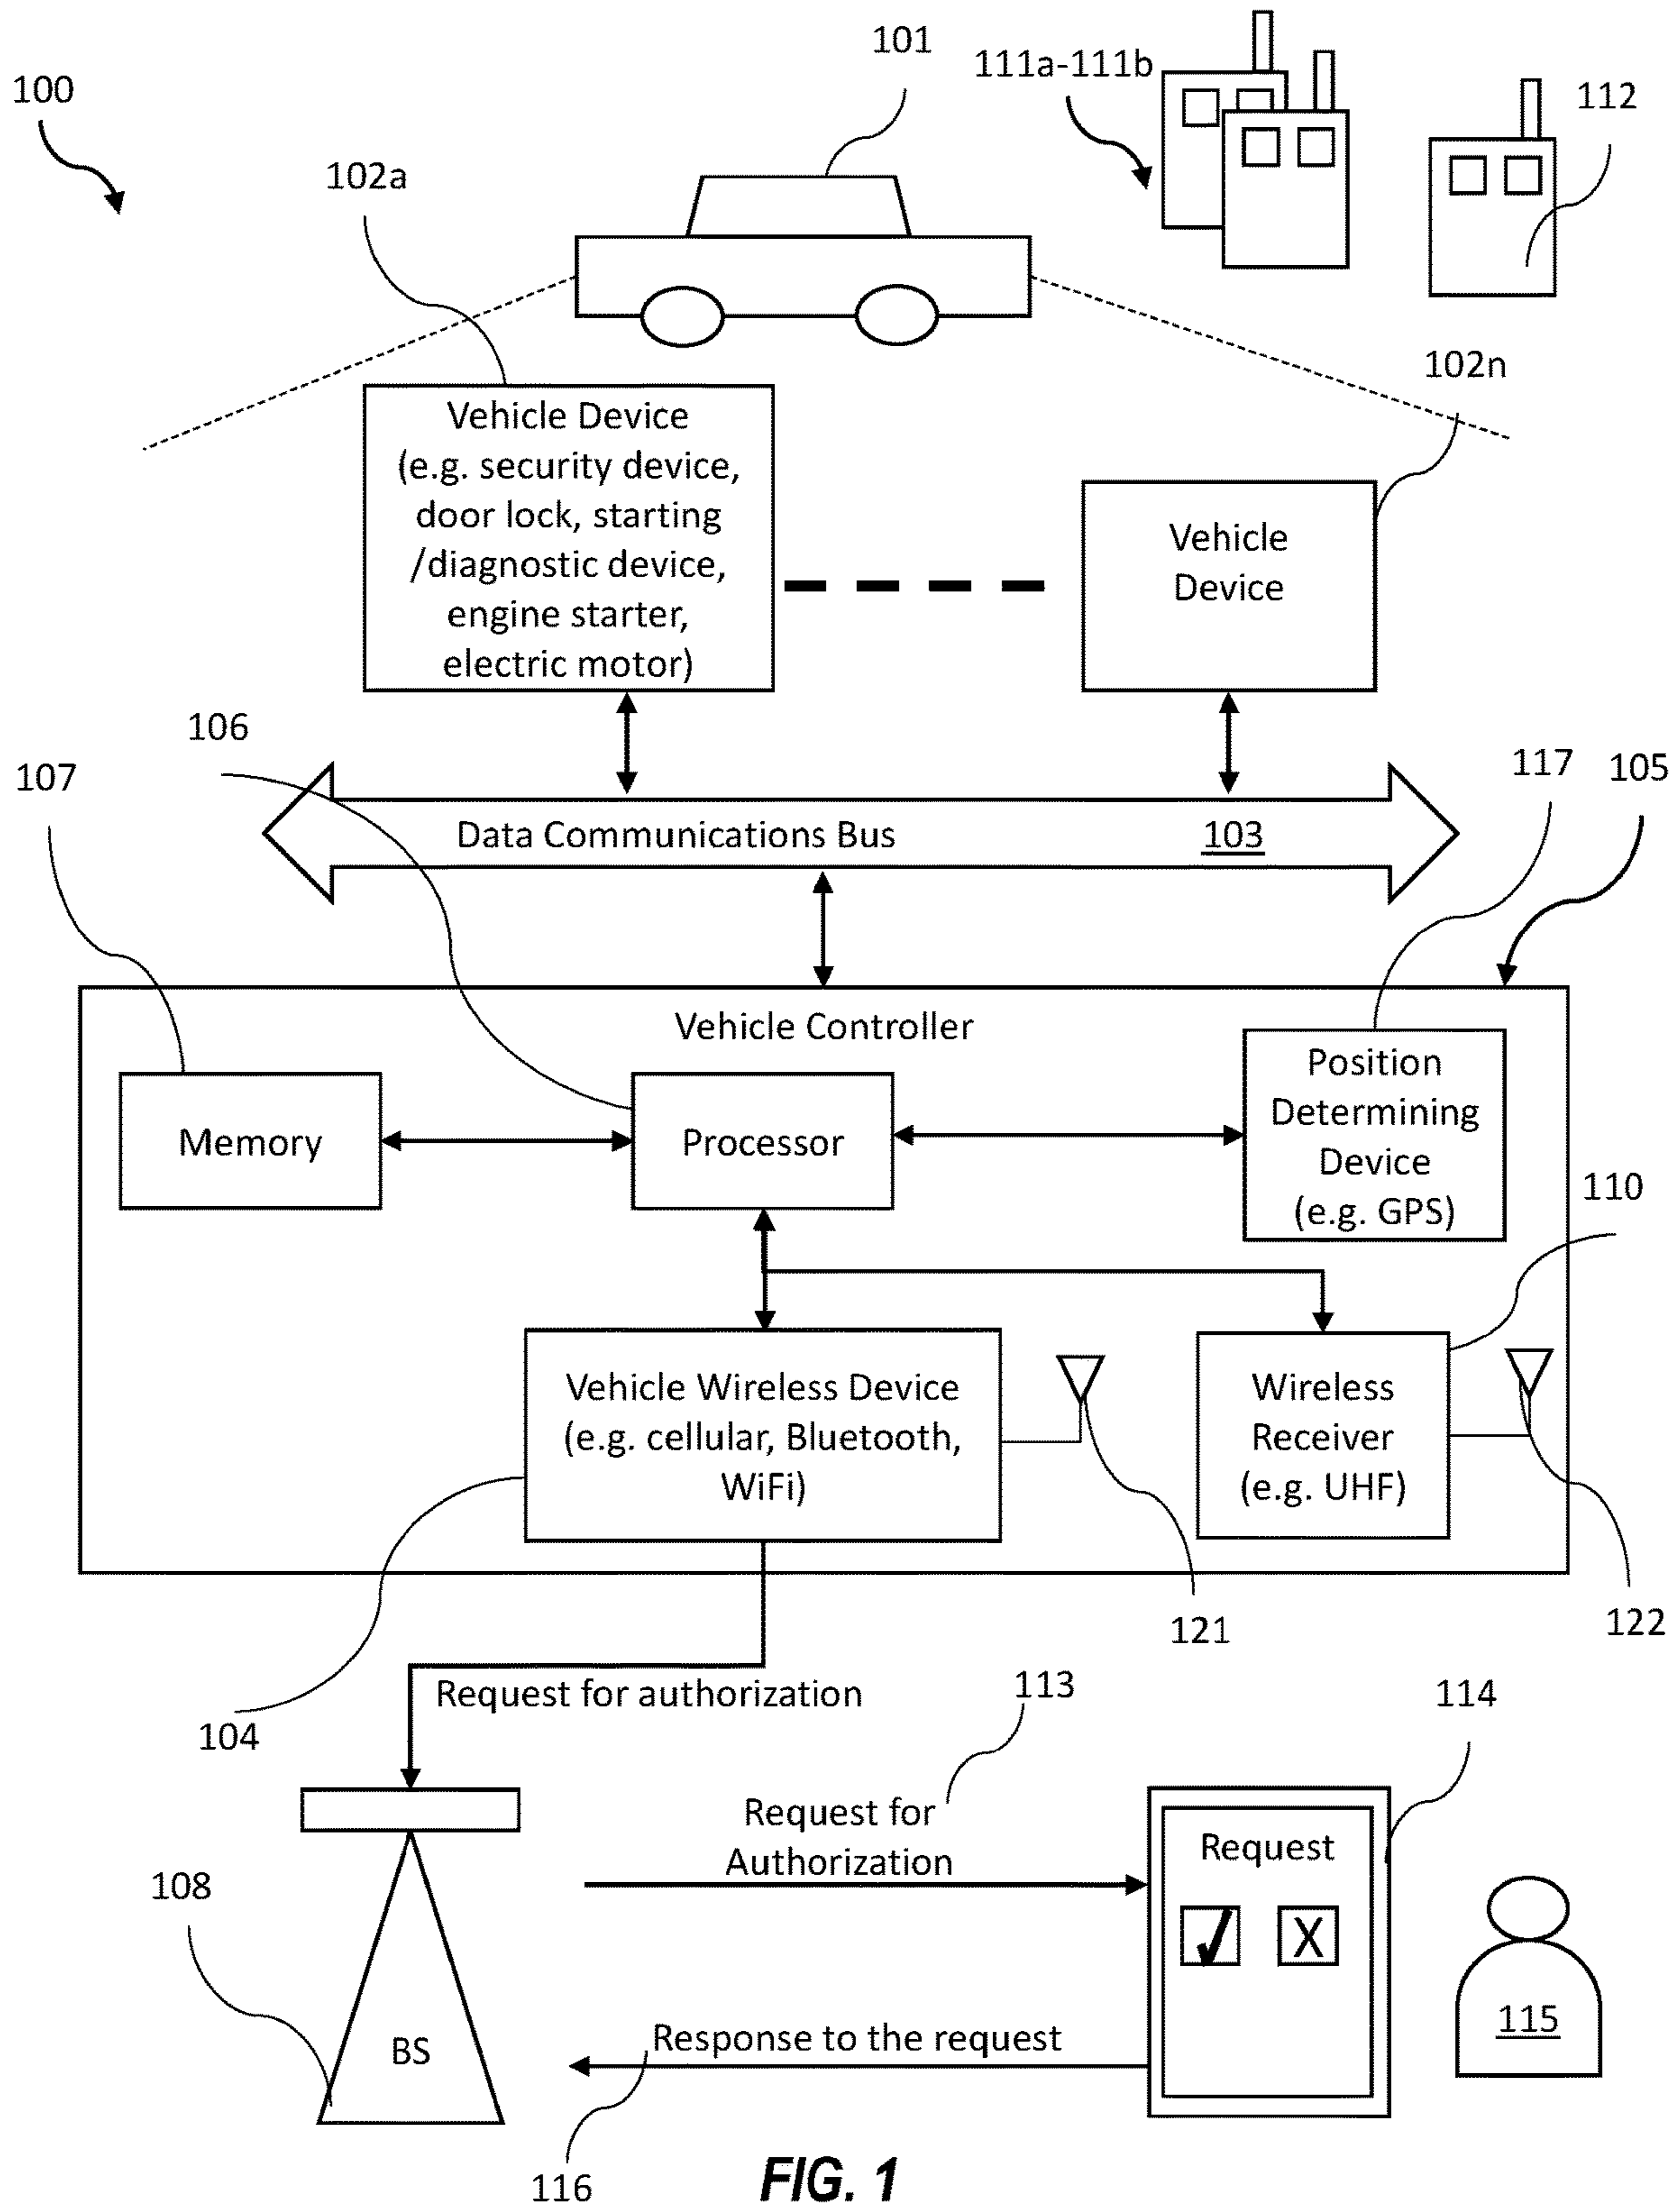 101
111a-111b
100
112
102a
102n
Vehicle Device
(e.g. security device,
door lock, starting
/diagnostic device,
engine starter,
electric motor)
Vehicle
Device
106
107
117
105
Data Communications Bus
103
Vehicle Controller
Memory
Processor
Position
Determining
Device
(e.g. GPS)
110
Vehicle Wireless Device
(e.g. cellular, Bluetooth,
WiFi)
Wireless
Receiver
(e.g. UHF)
121
122
104
Request for authorization
113
114
Request for
Authorization
Request
X
108
BS
115
Response to the request
116
FIG. 1